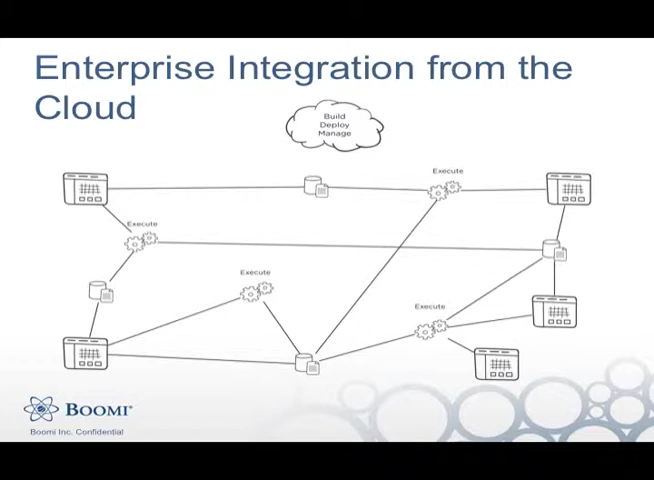 Enterprise Integration from the
Cloud
Build
Deploy
Manage
Execute
Execute
Execute
Execute
BOOMI®
Boomi Inc. Confidential